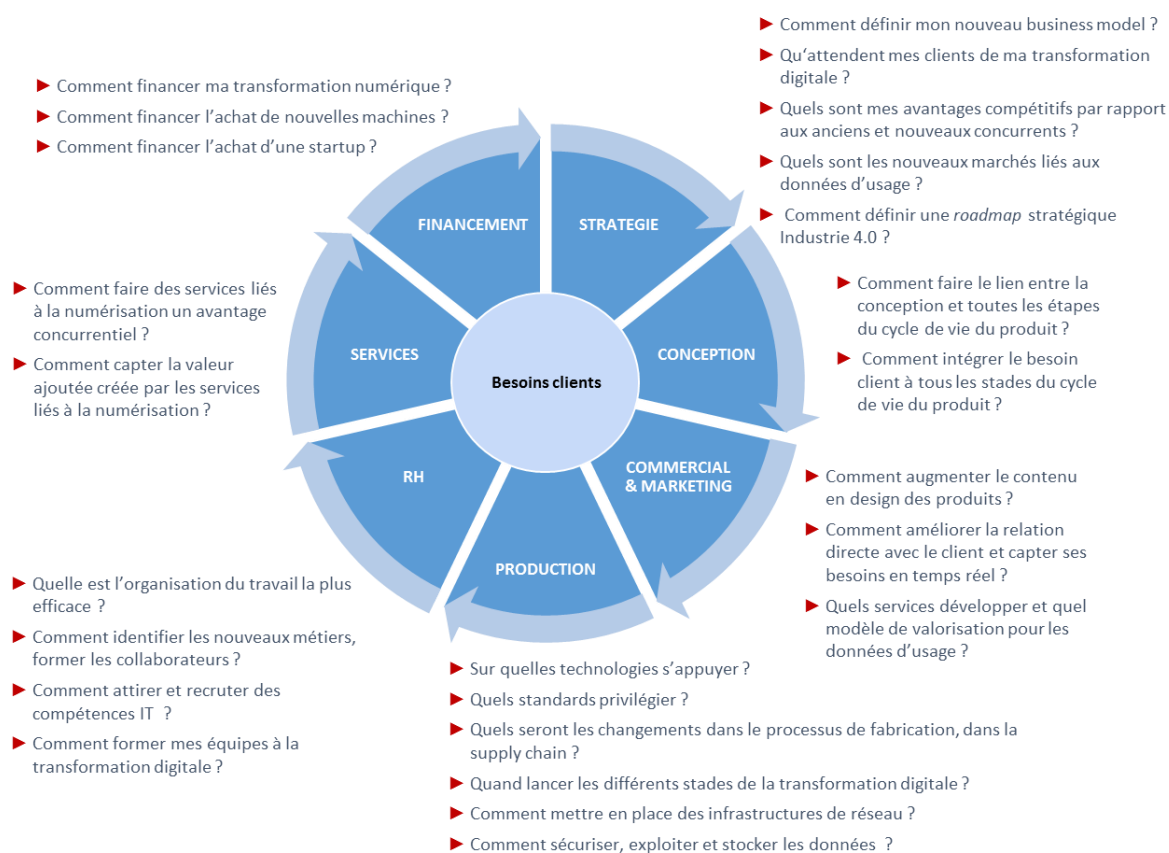 ► Comment définir mon nouveau business model ?
► Qu‘attendent mes clients de ma transformation
digitale ?
► Quels sont mes avantages compétitifs par rapport
aux anciens et nouveaux concurrents ?
► Quels sont les nouveaux marchés liés aux
données d’usage ?
► Comment définir une roadmap stratégique
Industrie 4.0 ?
► Comment financer ma transformation numérique ?
► Comment financer l’achat de nouvelles machines ?
► Comment financer l’achat d’une startup ?
FINANCEMENT
STRATEGIE
► Comment faire des services liés
à la numérisation un avantage
concurrentiel ?
► Comment capter la valeur
ajoutée créée par les services
liés à la numérisation ?
SERVICES
Besoins clients
CONCEPTION
► Comment faire le lien entre la
conception et toutes les étapes
du cycle de vie du produit ?
► Comment intégrer le besoin
client à tous les stades du cycle
de vie du produit ?
RH
COMMERCIAL
& MARKETING
PRODUCTION
► Comment augmenter le contenu
en design des produits ?
► Comment améliorer la relation
directe avec le client et capter ses
besoins en temps réel ?
► Quels services développer et quel
modèle de valorisation pour les
données d’usage ?
► Quelle est l’organisation du travail la plus
efficace ?
► Comment identifier les nouveaux métiers,
former les collaborateurs ?
► Comment attirer et recruter des
compétences IT ?
► Comment former mes équipes à la
transformation digitale ?
► Sur quelles technologies s’appuyer ?
► Quels standards privilégier ?
► Quels seront les changements dans le processus de fabrication, dans la
supply chain ?
► Quand lancer les différents stades de la transformation digitale ?
► Comment mettre en place des infrastructures de réseau ?
► Comment sécuriser, exploiter et stocker les données ?